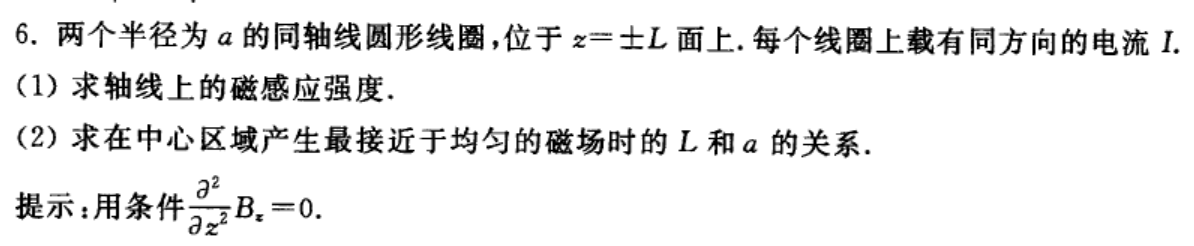 6. 两个半径为 a 的同轴线圆形线圈,位于 z=±L 面上.每个线圈上载有同方向的电流 I.
(1) 求轴线上的磁感应强度.
(2) 求在中心区域产生最接近于均匀的磁场时的 L 和 a 的关系.
提示:用条件 ∂²/∂z² B_z=0.